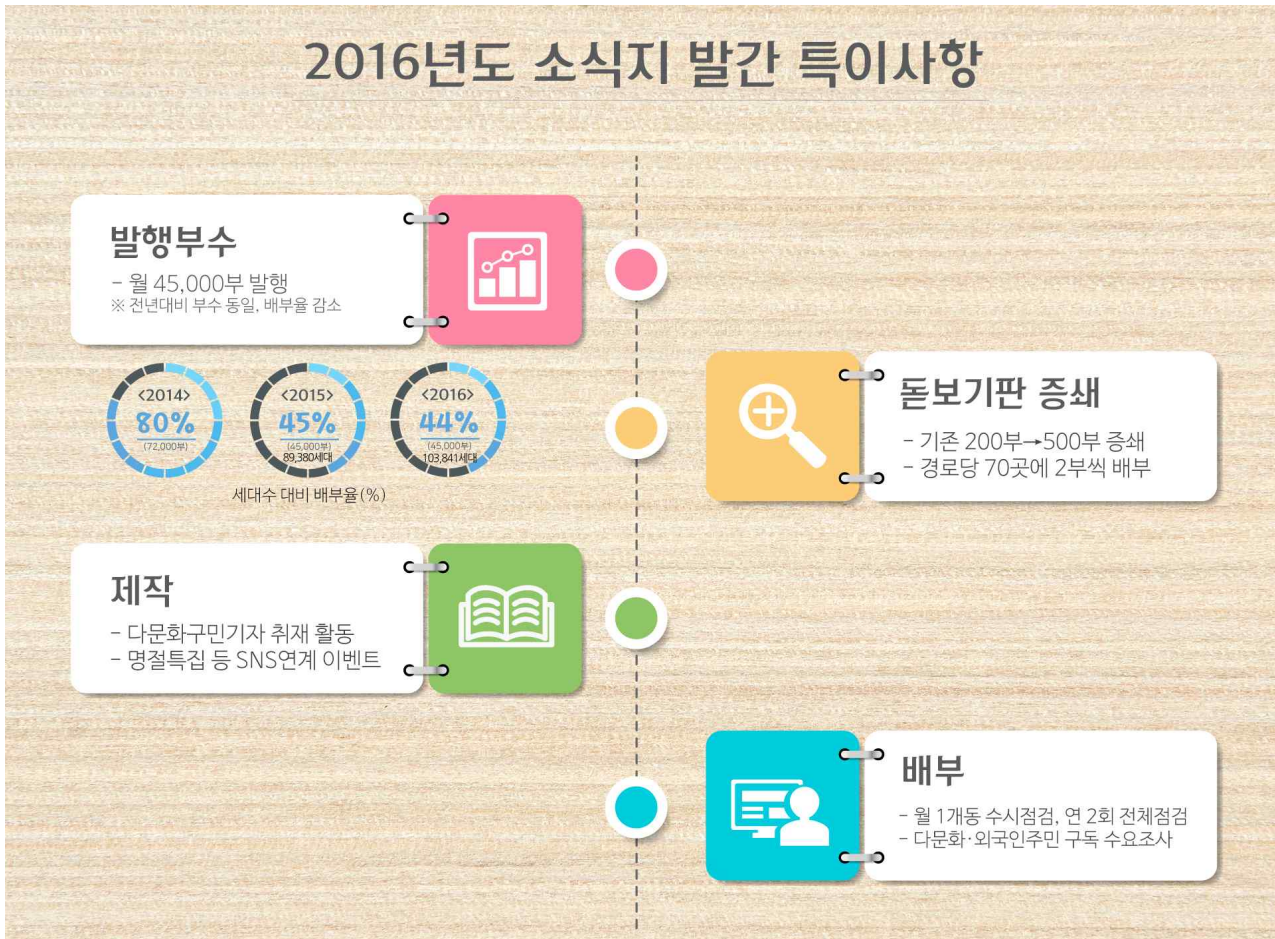 2016년도 소식지 발간 특이사항
발행부수
- 월 45,000부 발행
※ 전년대비 부수 동일, 배부율 감소
<2014>
80%
(72,000부)
<2015>
45%
(45,000부)
89,380세대
<2016>
44%
(45,000부)
103,841세대
세대수 대비 배부율(%)
돋보기판 증쇄
- 기존 200부→500부 증쇄
- 경로당 70곳에 2부씩 배부
제작
- 다문화구민기자 취재 활동
- 명절특집 등 SNS연계 이벤트
배부
- 월 1개동 수시점검, 연 2회 전체점검
- 다문화·외국인주민 구독 수요조사